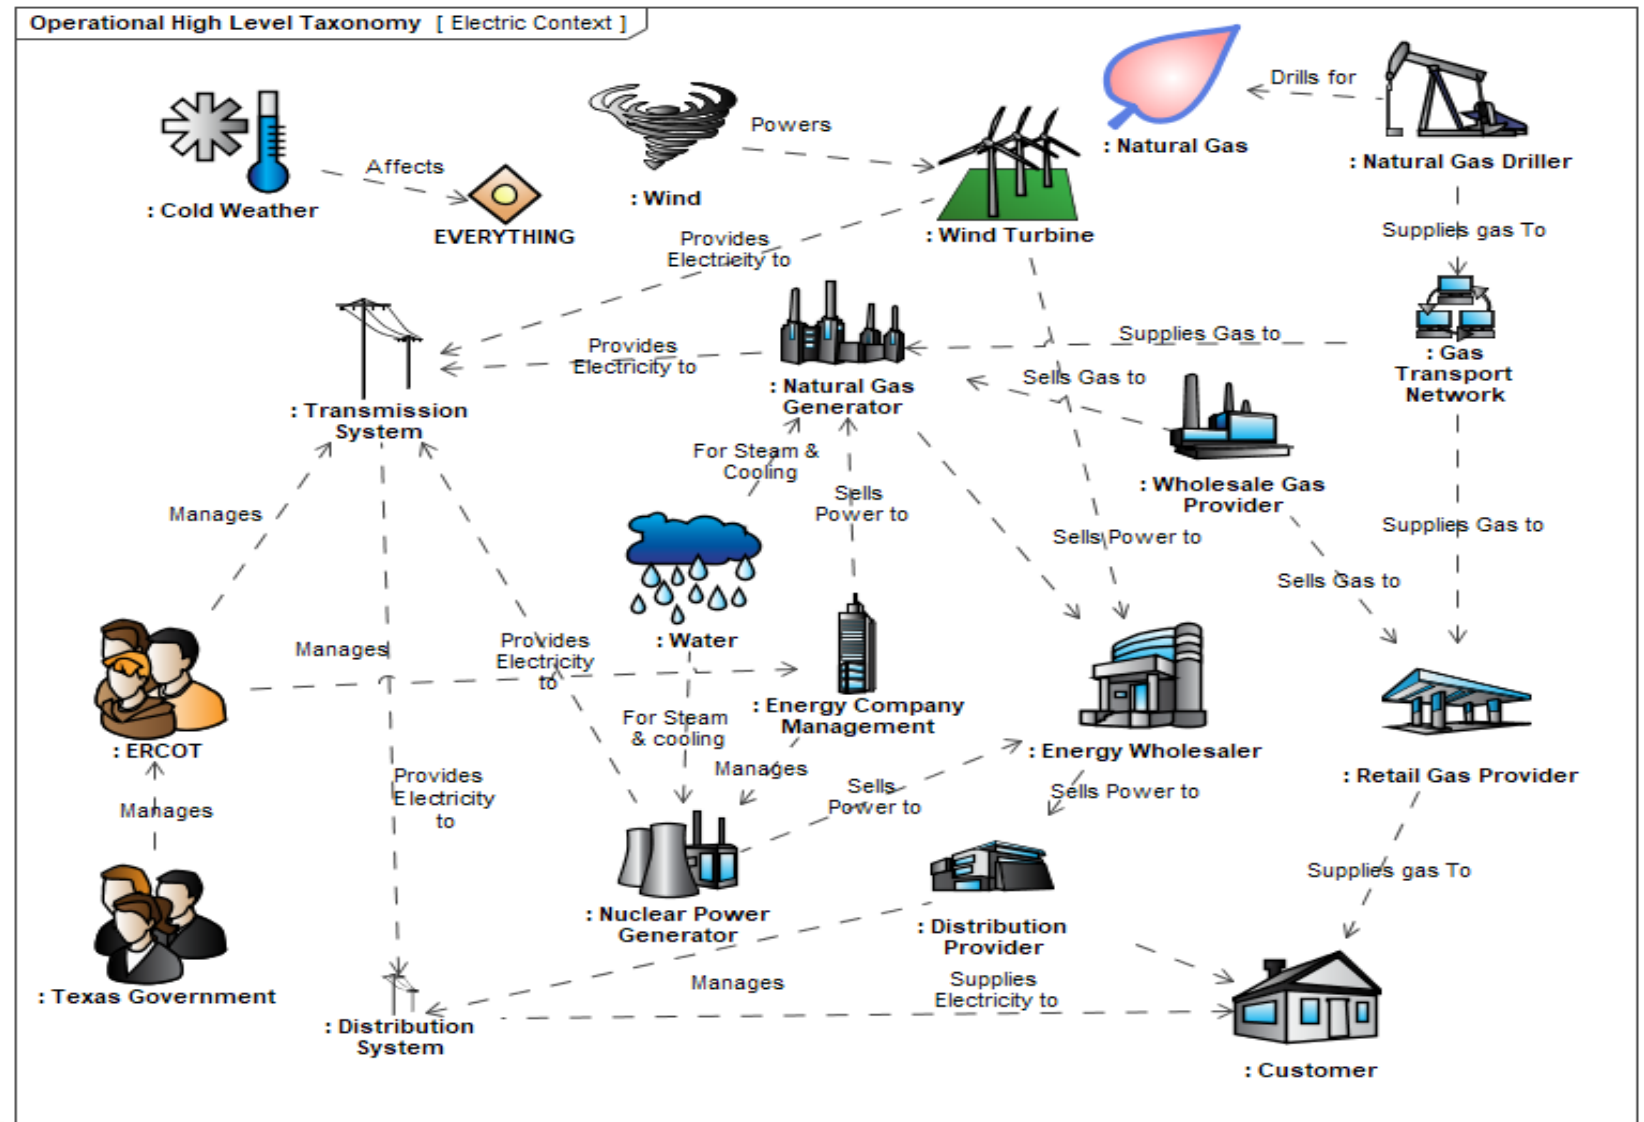 Operational High Level Taxonomy [ Electric Context ]
Drills for
: Natural Gas
: Natural Gas Driller
Powers
Affects
: Cold Weather
EVERYTHING
: Wind
: Wind Turbine
Provides
Electricity to
Supplies gas To
Supplies Gas to
Provides
Electricity to
: Gas
Transport
Network
Sells Gas to
: Natural Gas
Generator
: Transmission
System
For Steam &
Cooling
: Wholesale Gas
Provider
Sells
Power to
Manages
Supplies Gas to
Sells Power to
Sells Gas to
: Water
Manages
Provides
Electricity
to
: Energy Company
Management
For Steam
& cooling
: ERCOT
: Energy Wholesaler
Manages
: Retail Gas Provider
Provides
Electricity
to
Sells
Power to
Sells Power to
Manages
Supplies gas To
: Nuclear Power
Generator
: Distribution
Provider
Manages
Supplies
Electricity to
: Texas Government
: Distribution
System
: Customer